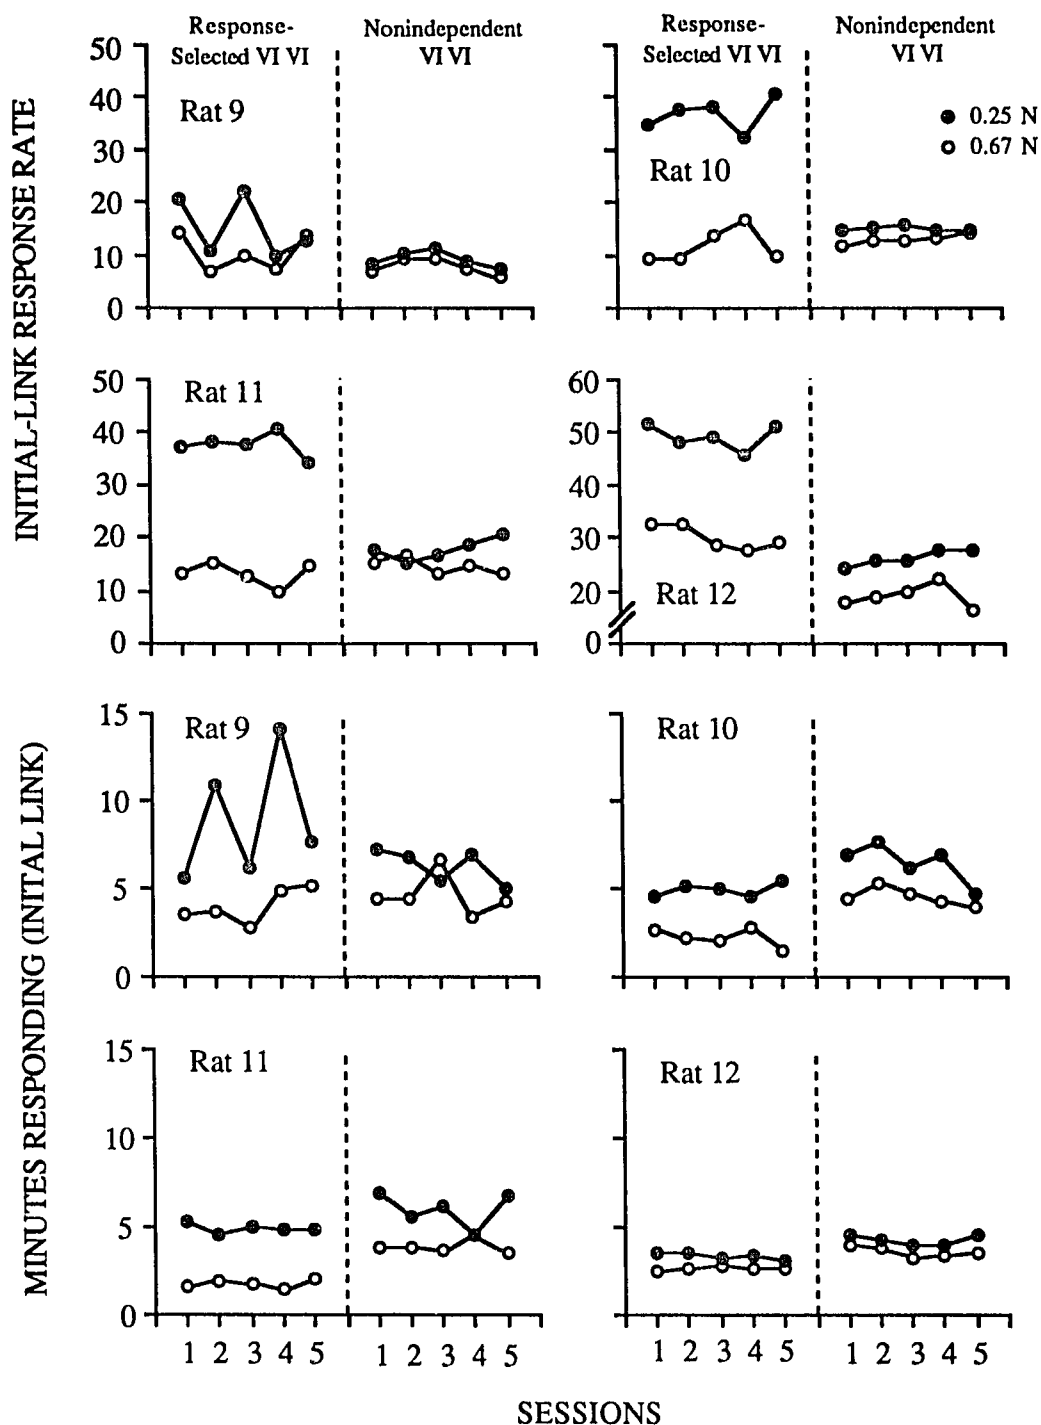 Response-
Selected VI VI
Nonindependent
VI VI
Response-
Selected VI VI
Nonindependent
VI VI
INITIAL-LINK RESPONSE RATE
50
40
30
20
10
0
Rat 9
Rat 10
0.25 N
0.67 N
50
40
30
20
10
0
Rat 11
60
50
40
30
20
0
Rat 12
MINUTES RESPONDING (INITAL LINK)
15
10
5
0
Rat 9
Rat 10
15
10
5
0
Rat 11
Rat 12
1 2 3 4 5 1 2 3 4 5 1 2 3 4 5 1 2 3 4 5
SESSIONS